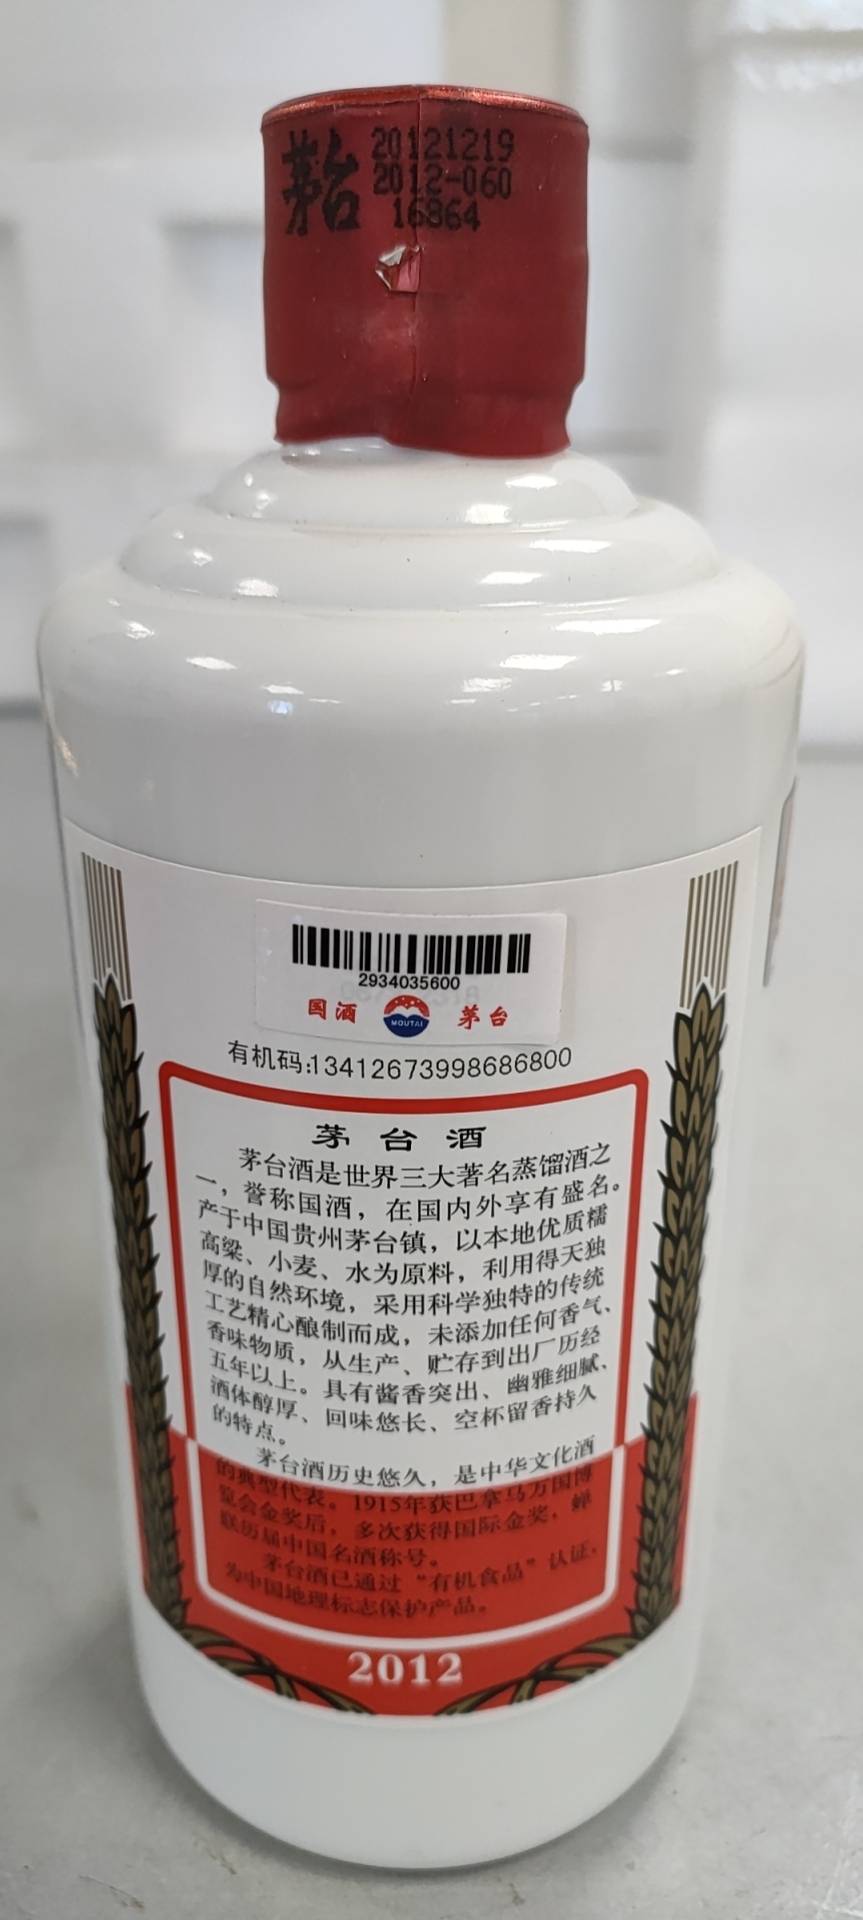 茅台
20121219
2012-060
16864
2934035600
国酒
MOUTAI
茅台
有机码:13412673998686800
茅台酒
茅台酒是世界三大著名蒸馏酒之
一，誉称国酒，在国内外享有盛名。
产于中国贵州茅台镇，以本地优质糯
高粱、小麦、水为原料，利用得天独
厚的自然环境，采用科学独特的传统
工艺精心酿制而成，未添加任何香气、
香味物质，从生产、贮存到出厂历经
五年以上。具有酱香突出、幽雅细腻、
酒体醇厚、回味悠长、空杯留香持久
的特点。
茅台酒历史悠久，是中华文化酒
的典型代表。1915年获巴拿马万国博
览会金奖后，多次获得国际金奖，蝉
联历届中国名酒称号。
茅台酒已通过“有机食品”认证，
为中国地理标志保护产品。
2012